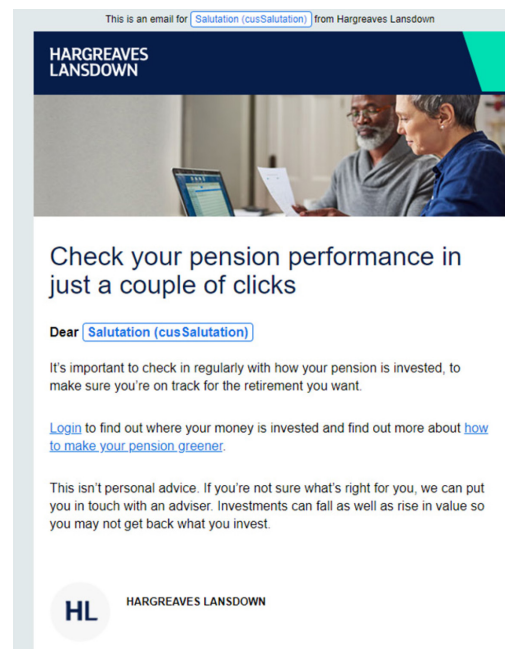 This is an email for Salutation (cusSalutation) from Hargreaves Lansdown
HARGREAVES
LANSDOWN
Check your pension performance in
just a couple of clicks
Dear Salutation (cusSalutation)
It's important to check in regularly with how your pension is invested, to
make sure you're on track for the retirement you want.
Login to find out where your money is invested and find out more about how
to make your pension greener.
This isn't personal advice. If you're not sure what's right for you, we can put
you in touch with an adviser. Investments can fall as well as rise in value so
you may not get back what you invest.
HL
HARGREAVES LANSDOWN